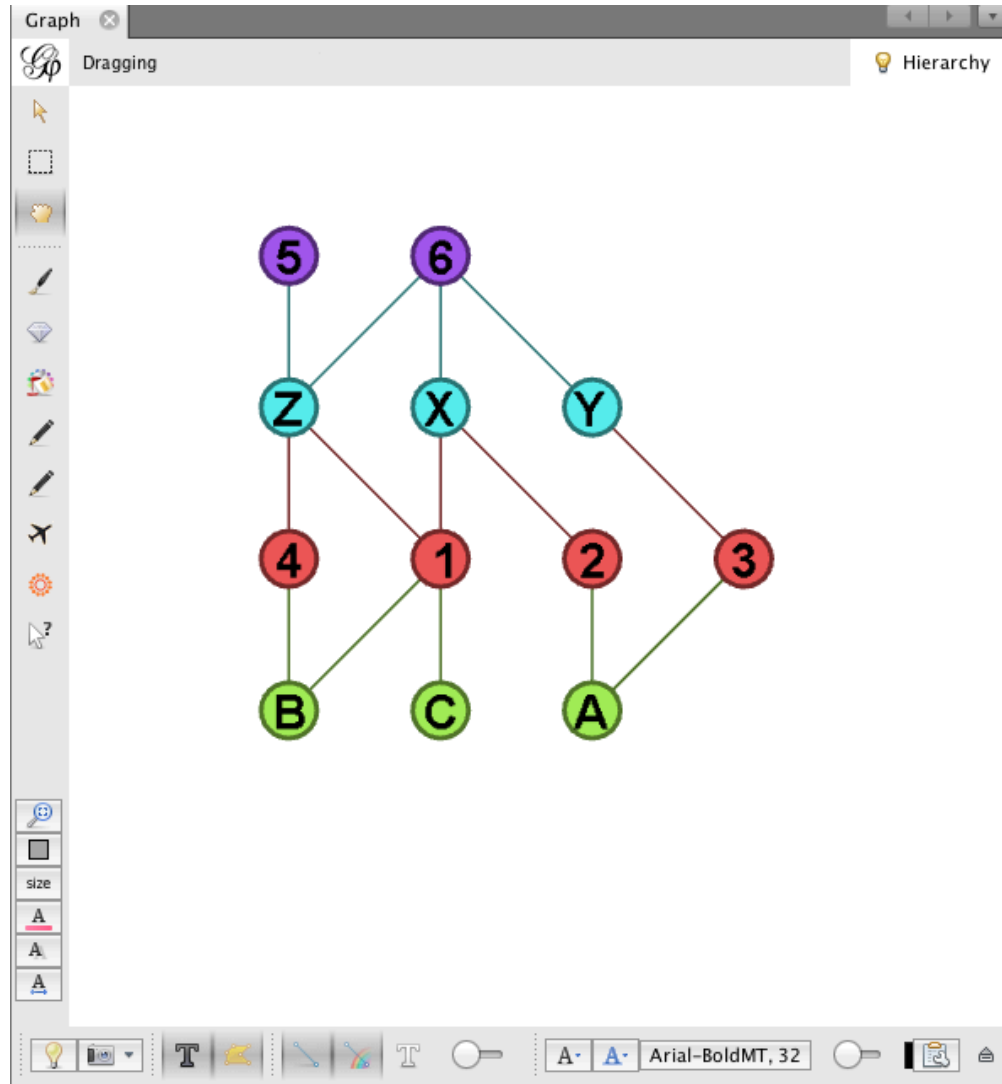 Graph
Dragging
Hierarchy
5 6
Z X Y
4 1 2 3
B C A
?
size
A
A
A
T T A A Arial-BoldMT, 32